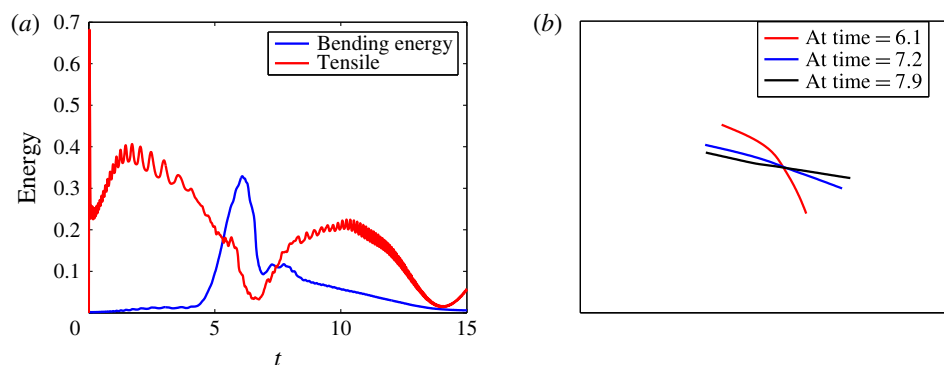 (a)
0.7
0.6
0.5
0.4
0.3
0.2
0.1
0
5
10
15
Energy
t
Bending energy
Tensile
(b)
At time = 6.1
At time = 7.2
At time = 7.9